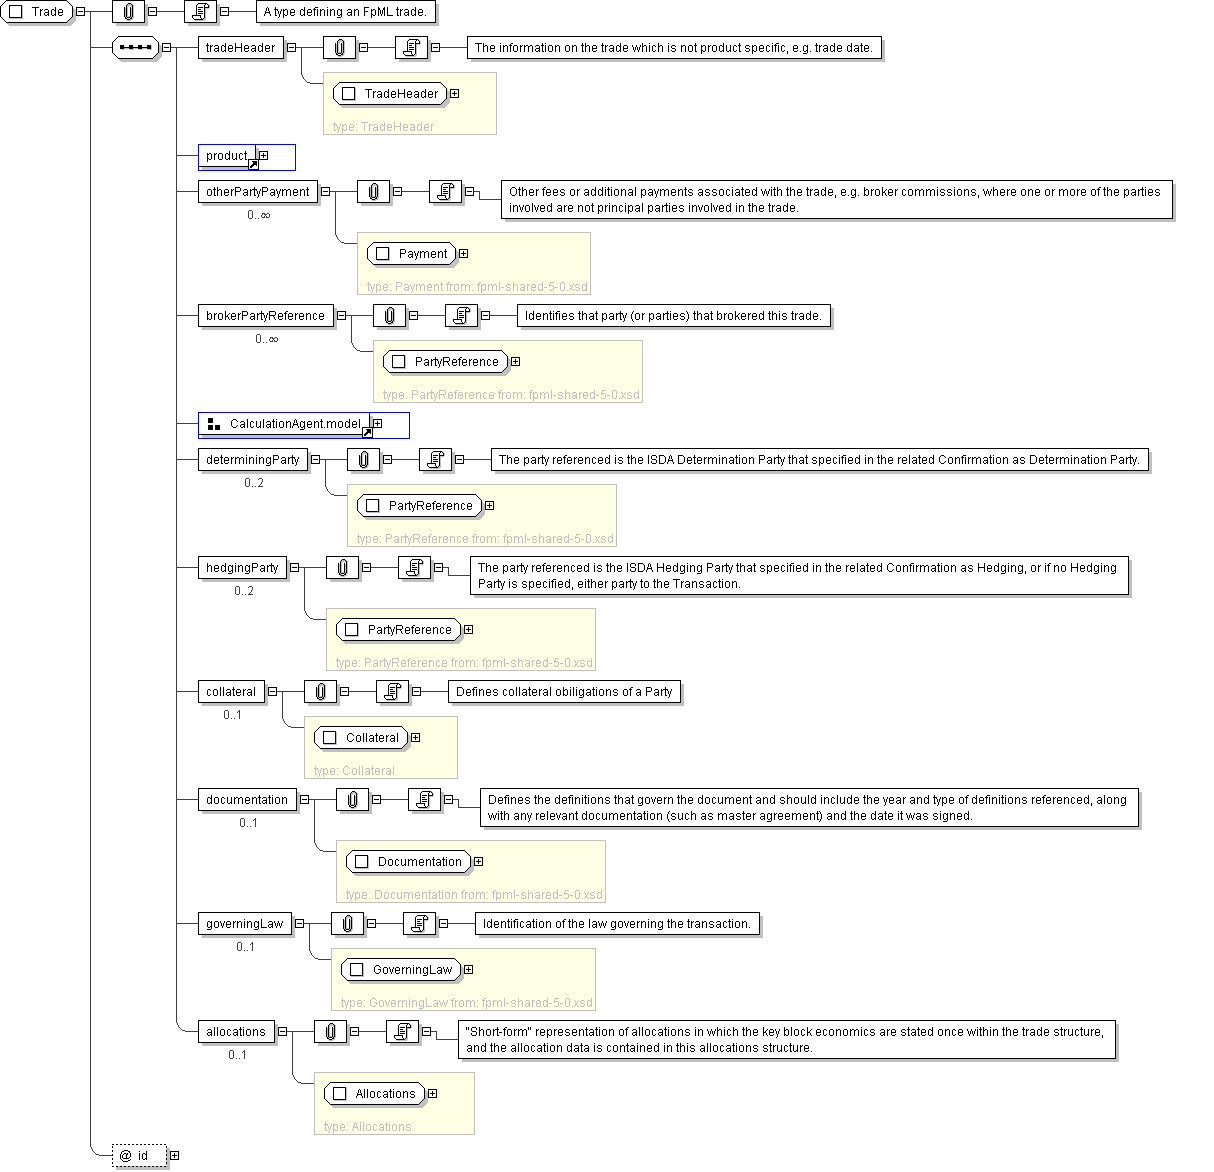 Trade
A type defining an FpML trade.
tradeHeader
The information on the trade which is not product specific, e.g. trade date.
TradeHeader
type: TradeHeader
product
otherPartyPayment
0..∞
Other fees or additional payments associated with the trade, e.g. broker commissions, where one or more of the parties
involved are not principal parties involved in the trade.
Payment
type: Payment from: fpml-shared-5-0.xsd
brokerPartyReference
0..∞
Identifies that party (or parties) that brokered this trade.
PartyReference
type: PartyReference from: fpml-shared-5-0.xsd
CalculationAgent.model
determiningParty
0..2
The party referenced is the ISDA Determination Party that specified in the related Confirmation as Determination Party.
PartyReference
type: PartyReference from: fpml-shared-5-0.xsd
hedgingParty
0..2
The party referenced is the ISDA Hedging Party that specified in the related Confirmation as Hedging, or if no Hedging
Party is specified, either party to the Transaction.
PartyReference
type: PartyReference from: fpml-shared-5-0.xsd
collateral
0..1
Defines collateral obiligations of a Party
Collateral
type: Collateral
documentation
0..1
Defines the definitions that govern the document and should include the year and type of definitions referenced, along
with any relevant documentation (such as master agreement) and the date it was signed.
Documentation
type: Documentation from: fpml-shared-5-0.xsd
governingLaw
0..1
Identification of the law governing the transaction.
GoverningLaw
type: GoverningLaw from: fpml-shared-5-0.xsd
allocations
0..1
"Short-form" representation of allocations in which the key block economics are stated once within the trade structure,
and the allocation data is contained in this allocations structure.
Allocations
type: Allocations
@ id